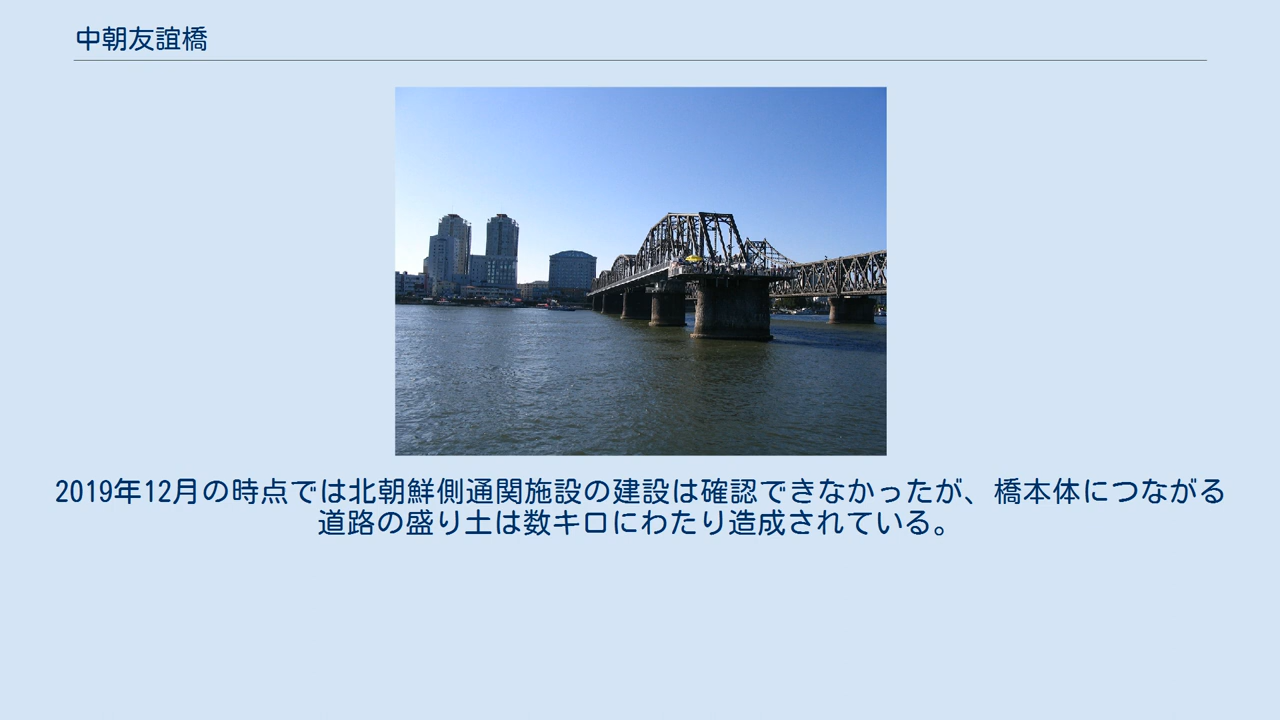 中朝友誼橋
2019年12月の時点では北朝鮮側通関施設の建設は確認できなかったが、橋本体につながる
道路の盛り土は数キロにわたり造成されている。